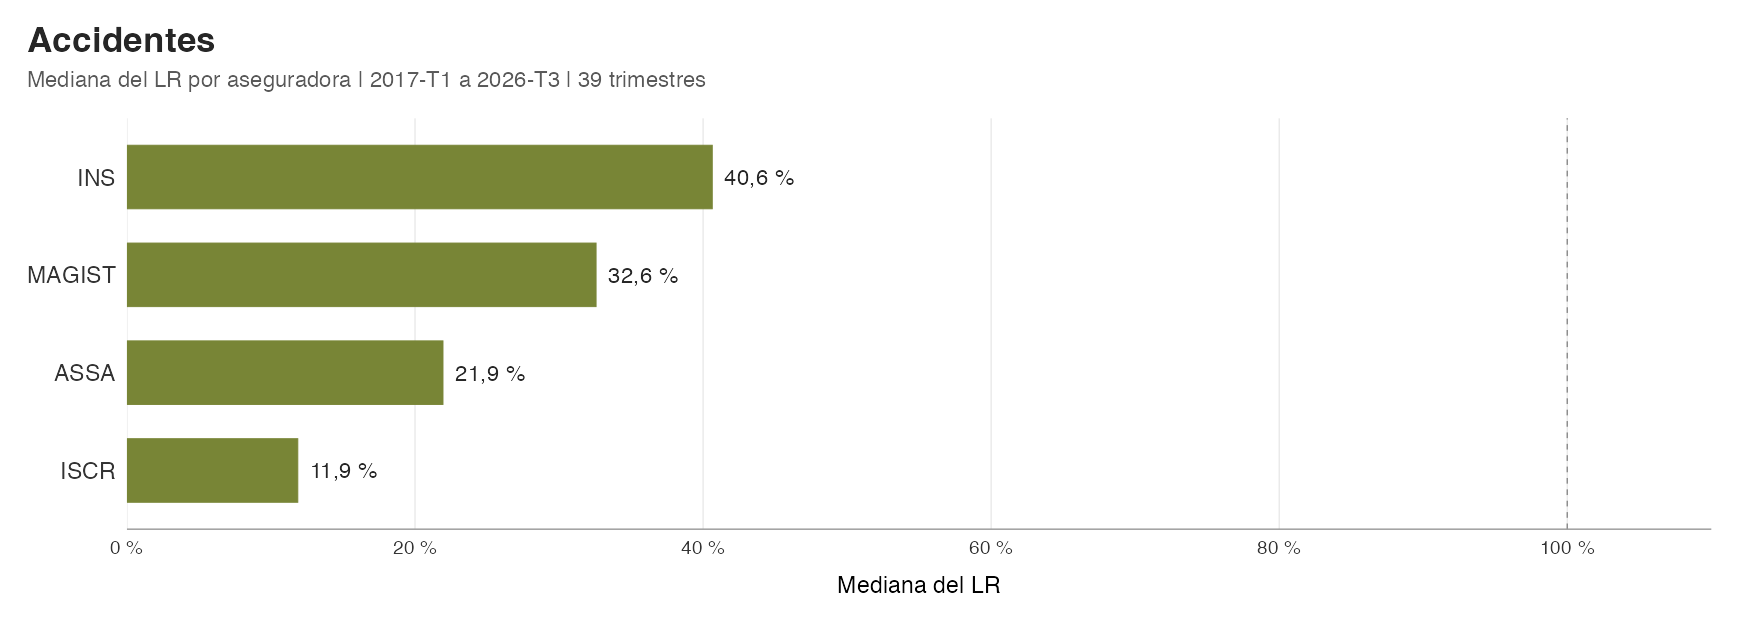 Accidentes
Mediana del LR por aseguradora | 2017-T1 a 2026-T3 | 39 trimestres
INS
40,6 %
MAGIST
32,6 %
ASSA
21,9 %
ISCR
11,9 %
0 %
20 %
40 %
60 %
80 %
100 %
Mediana del LR